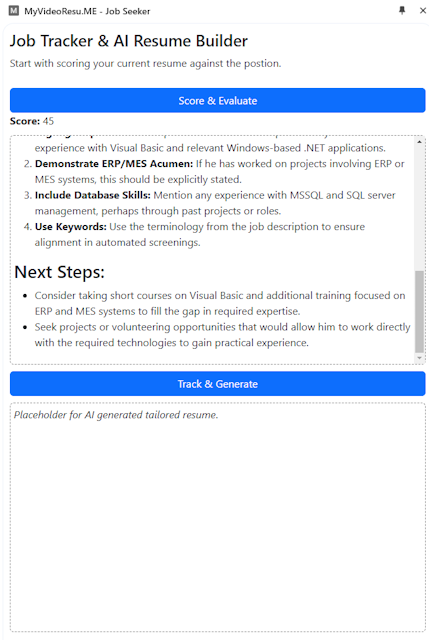 MyVideoResu.ME - Job Seeker
Job Tracker & AI Resume Builder
Start with scoring your current resume against the postion.
Score & Evaluate
Score: 45
experience with Visual Basic and relevant Windows-based .NET applications.
2. Demonstrate ERP/MES Acumen: If he has worked on projects involving ERP or
MES systems, this should be explicitly stated.
3. Include Database Skills: Mention any experience with MSSQL and SQL server
management, perhaps through past projects or roles.
4. Use Keywords: Use the terminology from the job description to ensure
alignment in automated screenings.
Next Steps:
• Consider taking short courses on Visual Basic and additional training focused on
ERP and MES systems to fill the gap in required expertise.
• Seek projects or volunteering opportunities that would allow him to work directly
with the required technologies to gain practical experience.
Track & Generate
Placeholder for AI generated tailored resume.